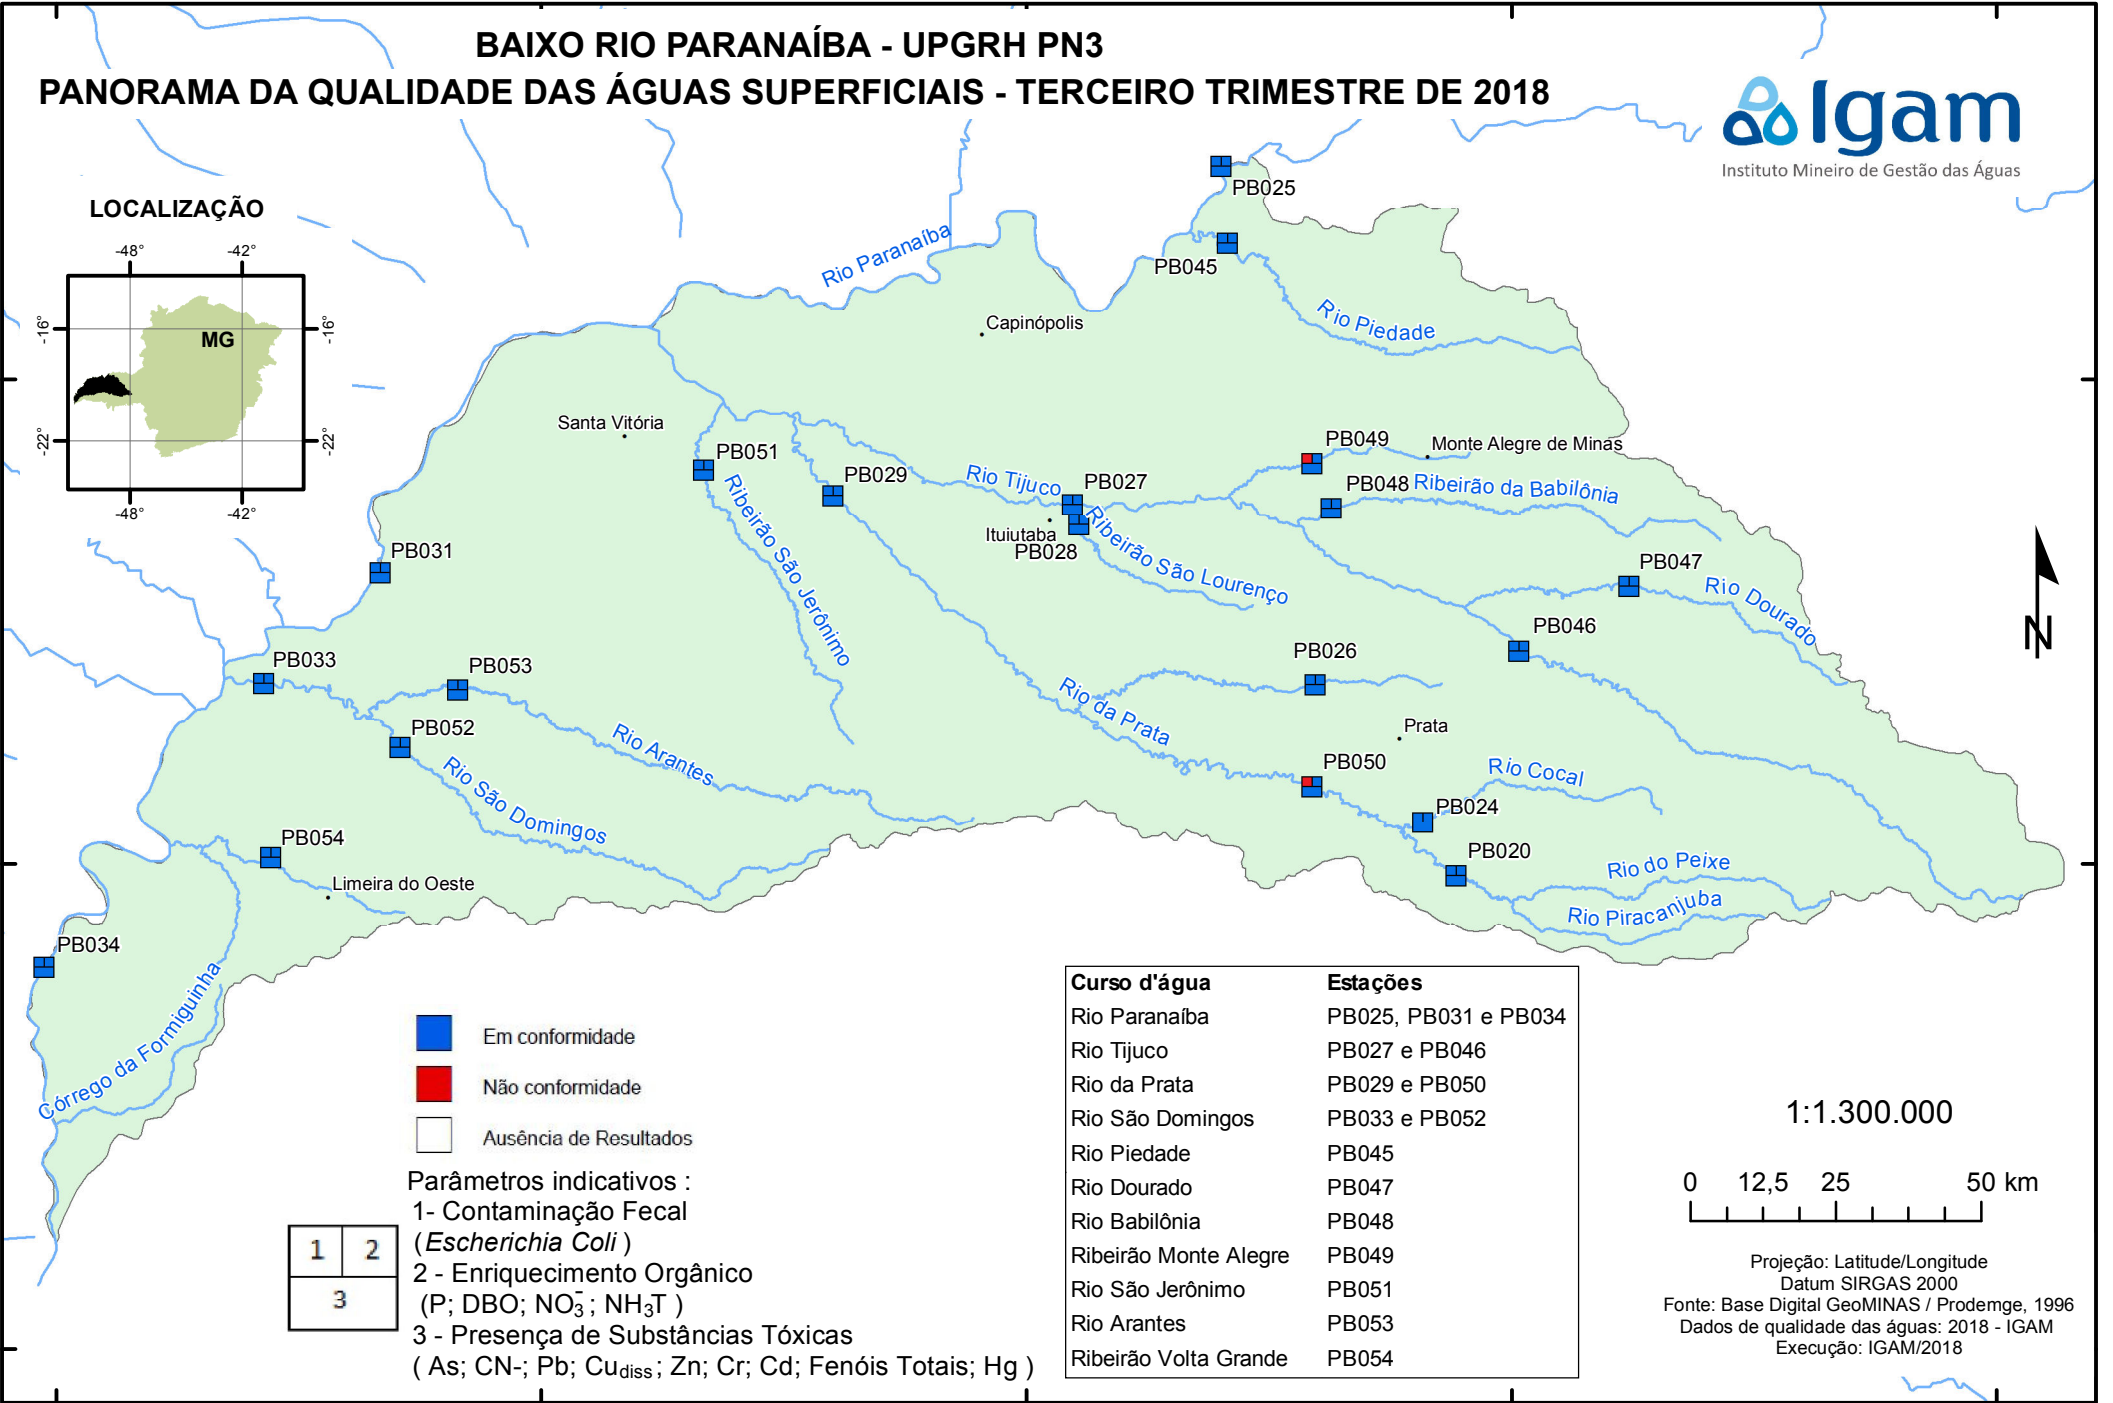 BAIXO RIO PARANAÍBA - UPGRH PN3
PANORAMA DA QUALIDADE DAS ÁGUAS SUPERFICIAIS - TERCEIRO TRIMESTRE DE 2018
Igam
Instituto Mineiro de Gestão das Águas
LOCALIZAÇÃO
-48°
-42°
-16°
-16°
MG
-22°
-22°
-48°
-42°
PB025
Rio Paranaíba
PB045
Rio Piedade
Capinópolis
Santa Vitória
PB051
PB029
Rio Tijuco
PB027
PB049
Monte Alegre de Minas
PB048
Ribeirão da Babilônia
Ituiutaba
PB028
Ribeirão São Lourenço
Ribeirão São Jerônimo
PB031
PB047
Rio Dourado
PB046
PB026
PB033
PB053
PB052
Rio Arantes
Rio da Prata
Prata
PB050
Rio Cocal
Rio São Domingos
PB024
PB054
PB020
Rio do Peixe
Limeira do Oeste
Rio Piracanjuba
PB034
Córrego da Formiguinha
Em conformidade
Não conformidade
Ausência de Resultados
Parâmetros indicativos :
1- Contaminação Fecal
(Escherichia Coli )
2 - Enriquecimento Orgânico
(P; DBO; NO₃⁻; NH₃T )
3 - Presença de Substâncias Tóxicas
( As; CN-; Pb; Cudiss; Zn; Cr; Cd; Fenóis Totais; Hg )
1 2
3
Curso d'água Estações
Rio Paranaíba PB025, PB031 e PB034
Rio Tijuco PB027 e PB046
Rio da Prata PB029 e PB050
Rio São Domingos PB033 e PB052
Rio Piedade PB045
Rio Dourado PB047
Rio Babilônia PB048
Ribeirão Monte Alegre PB049
Rio São Jerônimo PB051
Rio Arantes PB053
Ribeirão Volta Grande PB054
N
1:1.300.000
0 12,5 25 50 km
Projeção: Latitude/Longitude
Datum SIRGAS 2000
Fonte: Base Digital GeoMINAS / Prodemge, 1996
Dados de qualidade das águas: 2018 - IGAM
Execução: IGAM/2018